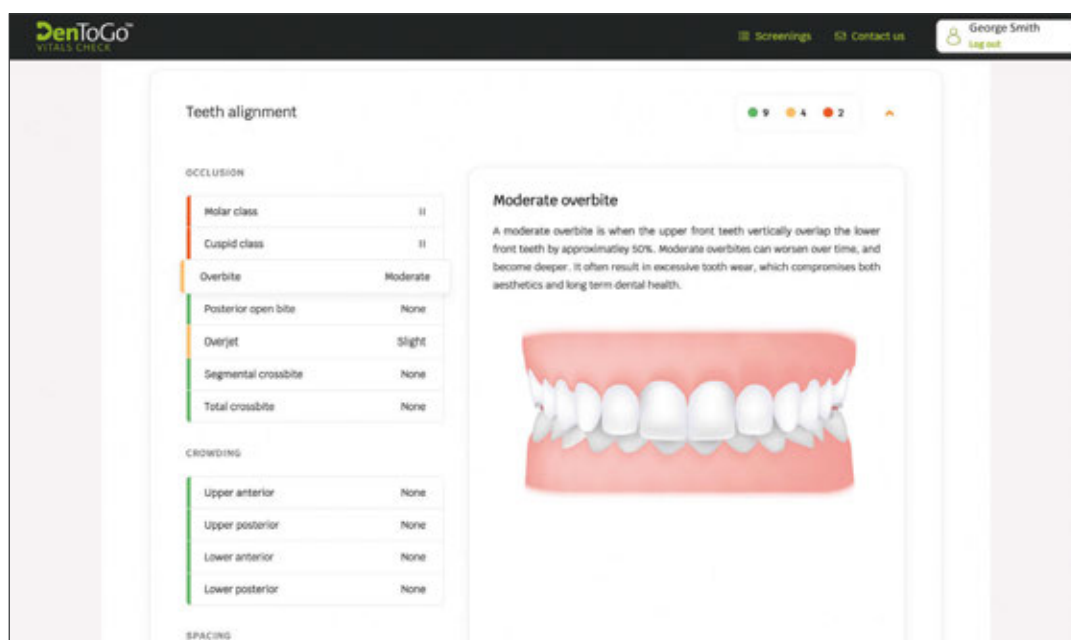 DenToGo™
VITALS CHECK
Screenings
Contact us
George Smith
Log out
Teeth alignment
9 4 2
OCCLUSION
Molar class II
Cuspid class II
Overbite Moderate
Posterior open bite None
Overjet Slight
Segmental crossbite None
Total crossbite None
CROWDING
Upper anterior None
Upper posterior None
Lower anterior None
Lower posterior None
SPACING
Moderate overbite
A moderate overbite is when the upper front teeth vertically overlap the lower
front teeth by approximatley 50%. Moderate overbites can worsen over time, and
become deeper. It often result in excessive tooth wear, which compromises both
aesthetics and long term dental health.